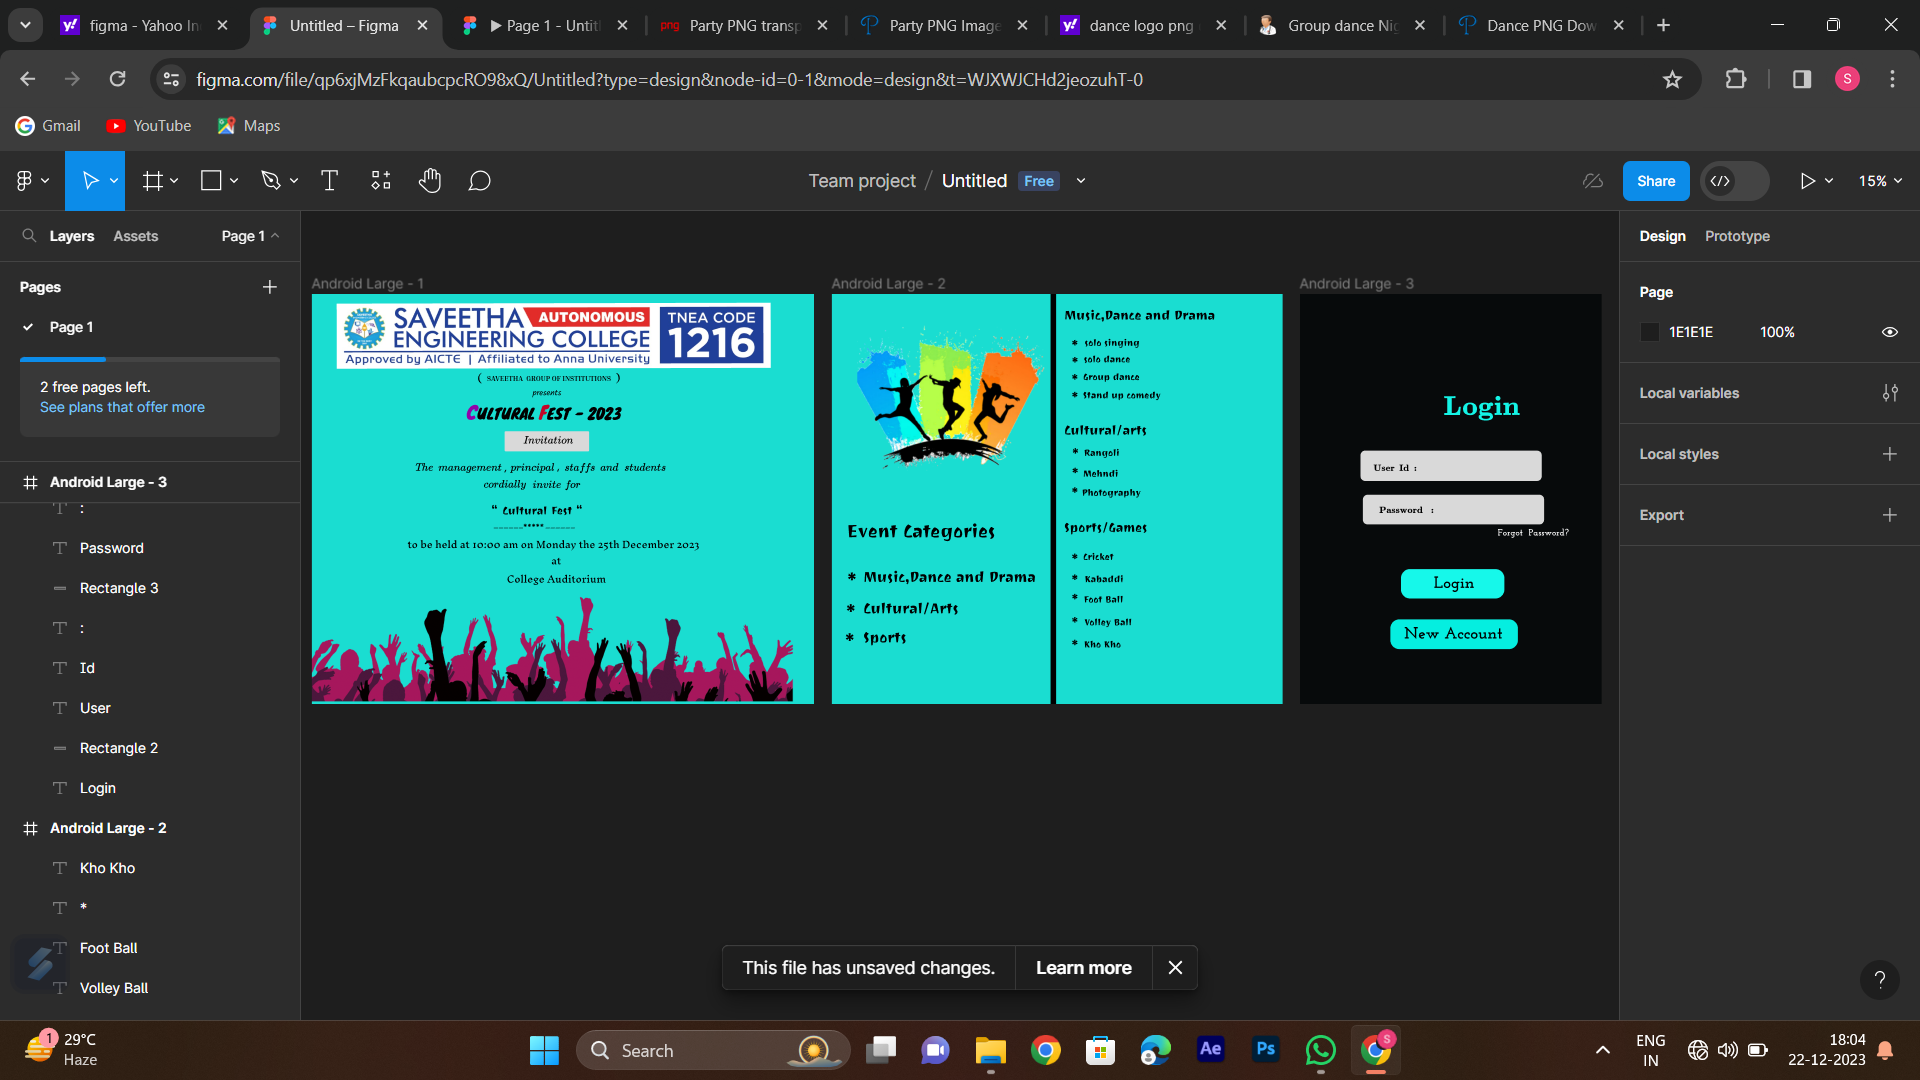 figma - Yahoo In
Untitled – Figma
Page 1 - Untit
png
Party PNG transp
Party PNG Image
y!
dance logo png
Group dance Nig
Dance PNG Dow
figma.com/file/qp6xjMzFkqaubcpcRO98xQ/Untitled?type=design&node-id=0-1&mode=design&t=WJXWJCHd2jeozuhT-0
S
Gmail
YouTube
Maps
Team project / Untitled
Free
Share
15%
Layers
Assets
Page 1
Pages
Page 1
2 free pages left.
See plans that offer more
Android Large - 3
:
Password
Rectangle 3
:
Id
User
Rectangle 2
Login
Android Large - 2
Kho Kho
*
Foot Ball
Volley Ball
Android Large - 1
SAVEETHA AUTONOMOUS
ENGINEERING COLLEGE
Approved by AICTE | Affiliated to Anna University
TNEA CODE
1216
( SAVEETHA GROUP OF INSTITUTIONS )
presents
CULTURAL FEST - 2023
Invitation
The management, principal, staffs and students
cordially invite for
“ Cultural Fest “
------*****------
to be held at 10:00 am on Monday the 25th December 2023
at
College Auditorium
Android Large - 2
Event Categories
* Music,Dance and Drama
* Cultural/Arts
* Sports
Music,Dance and Drama
* solo singing
* solo dance
* Group dance
* Stand up comedy
Cultural/arts
* Rangoli
* Mehndi
* Photography
Sports/Games
* Cricket
* Kabaddi
* Foot Ball
* Volley Ball
* Kho Kho
Android Large - 3
Login
User Id :
Password :
Forgot Password?
Login
New Account
Design
Prototype
Page
1E1E1E
100%
Local variables
Local styles
Export
This file has unsaved changes.
Learn more
?
1
29°C
Haze
Search
Ae
Ps
S
ENG
IN
18:04
22-12-2023